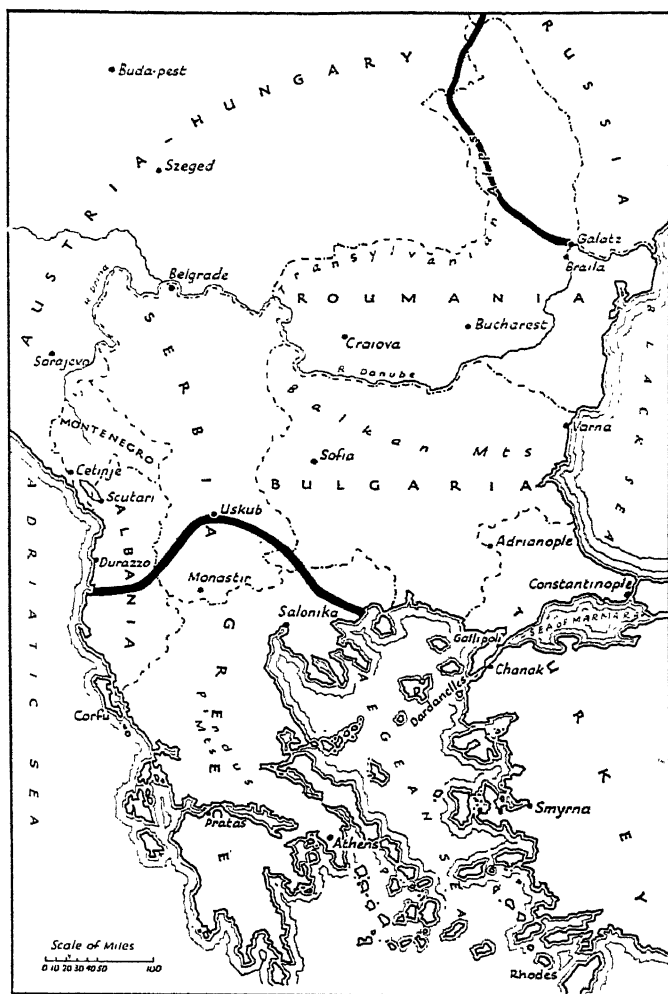 Buda-pest
AUSTRIA-HUNGARY
RUSSIA
Szeged
Galatz
Braila
Transylvania
Belgrade
R. Drina
ROUMANIA
Bucharest
Craiova
SERBIA
Sarajevo
R. Danube
BLACK SEA
Balkan Mts
Varna
MONTENEGRO
Sofia
Cetinje
BULGARIA
Scutari
Uskub
ALBANIA
Adrianople
Durazzo
Monastir
Constantinople
Salonika
SEA OF MARMARA
Gallipoli
Chanak
TURKEY
Dardanelles
ADRIATIC SEA
Corfu
GREECE
Pindus
Mts
ÆGEAN SEA
Smyrna
Patras
Athens
Scale of Miles
0 10 20 30 40 50 100
Rhodes